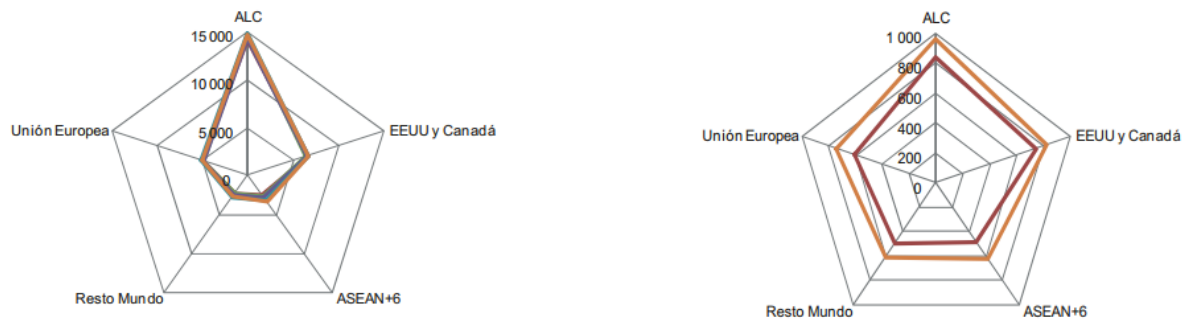 ALC
15 000
10 000
5 000
0
Unión Europea
EEUU y Canadá
Resto Mundo
ASEAN+6
ALC
1 000
800
600
400
200
0
Unión Europea
EEUU y Canadá
Resto Mundo
ASEAN+6